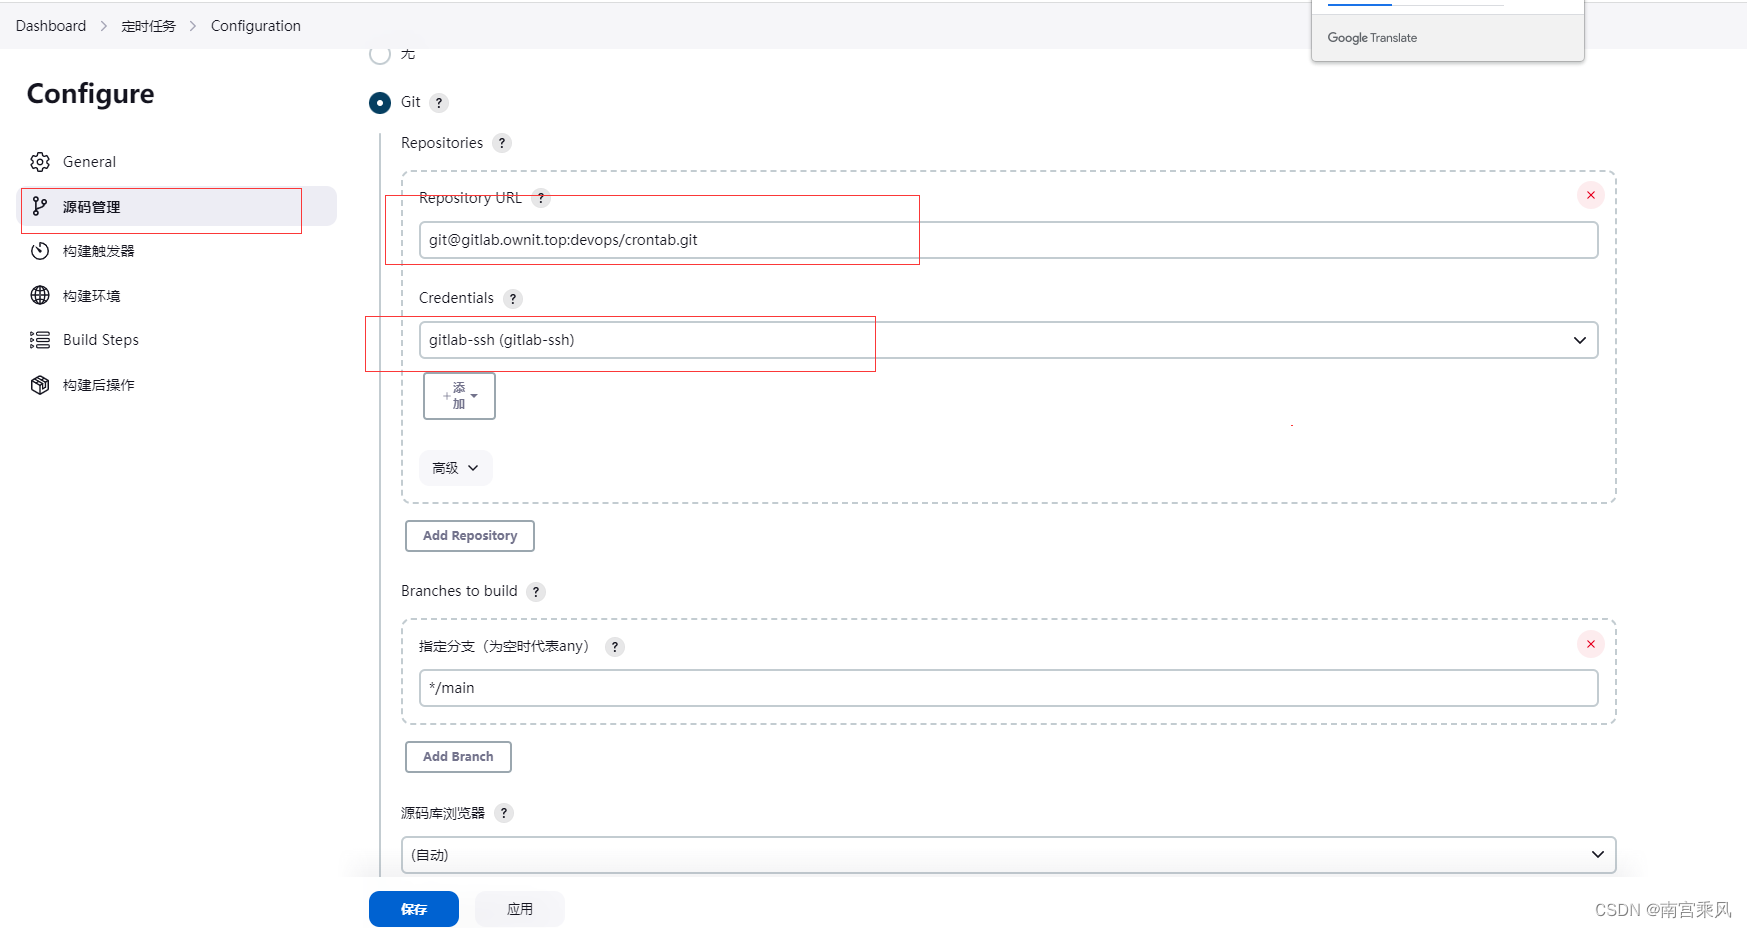 Dashboard > 定时任务 > Configuration
Google Translate
Configure
General
源码管理
构建触发器
构建环境
Build Steps
构建后操作
无
Git ?
Repositories ?
Repository URL ?
git@gitlab.ownit.top:devops/crontab.git
Credentials ?
gitlab-ssh (gitlab-ssh)
+添加
高级
Add Repository
Branches to build ?
指定分支（为空时代表any） ?
*/main
Add Branch
源码库浏览器 ?
(自动)
保存
应用
CSDN @南宫乘风